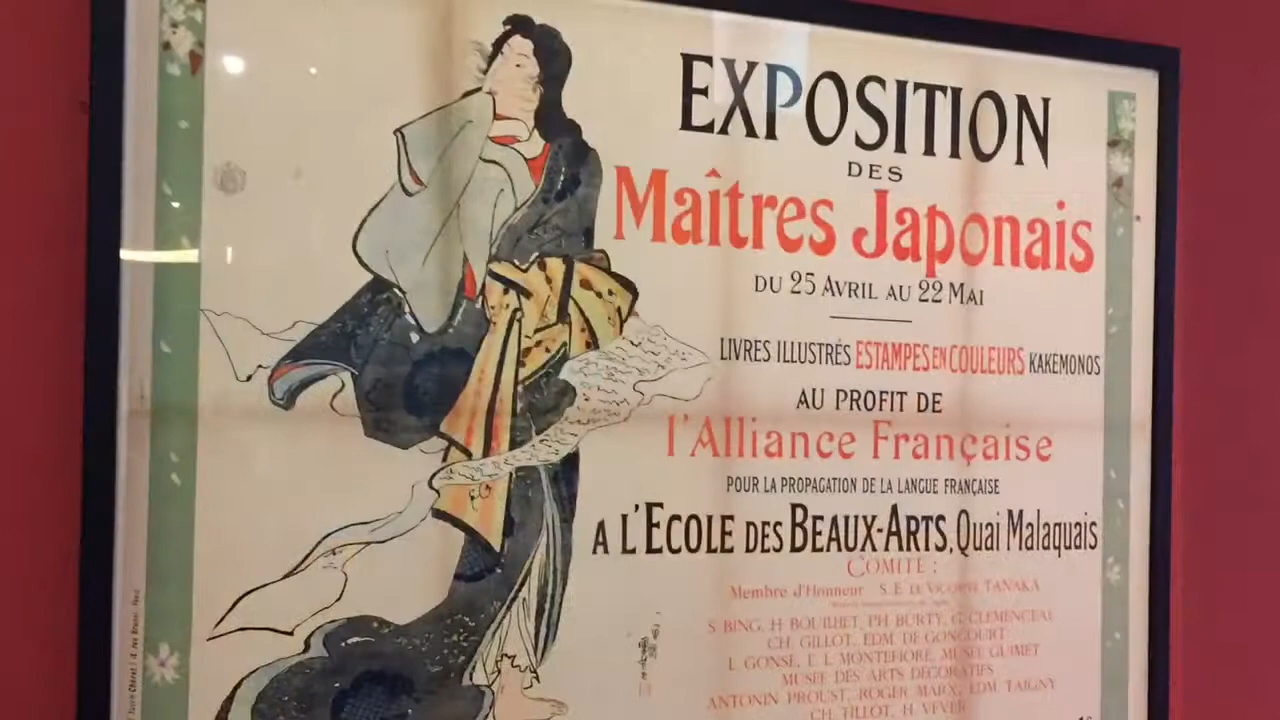 EXPOSITION
DES
Maîtres Japonais
DU 25 AVRIL AU 22 MAI
LIVRES ILLUSTRÉS ESTAMPES EN COULEURS KAKÉMONOS
AU PROFIT DE
l'Alliance Française
POUR LA PROPAGATION DE LA LANGUE FRANÇAISE
A L'ECOLE DES BEAUX-ARTS, Quai Malaquais
COMITÉ :
Membre d'Honneur S. E. LE VICOMTE TANAKA
S. BING, H. BOUILHET, PH. BURTY, G. CLEMENCEAU
CH. GILLOT, EDM. DE GONCOURT
L. GONSE, E. L. MONTEFIORE, MUSÉE GUIMET
MUSÉE DES ARTS DÉCORATIFS
ANTONIN PROUST, ROGER MARX, EDM. TAIGNY
CH. TILLOT, H. VEVER